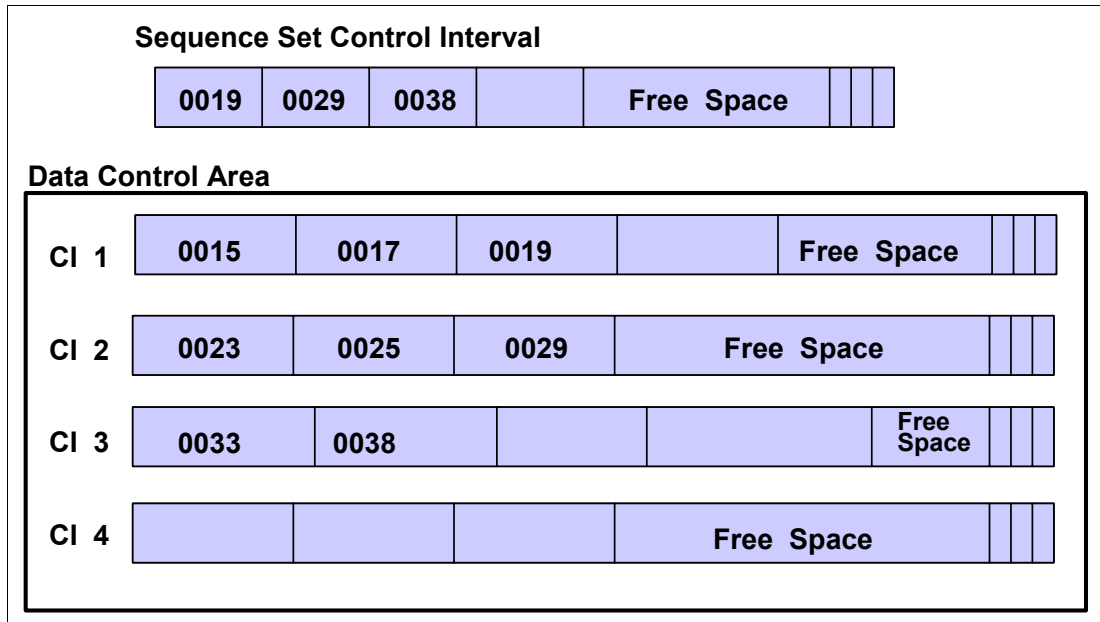 Sequence Set Control Interval
0019 0029 0038 Free Space
Data Control Area
CI 1 0015 0017 0019 Free Space
CI 2 0023 0025 0029 Free Space
CI 3 0033 0038 Free
Space
CI 4 Free Space